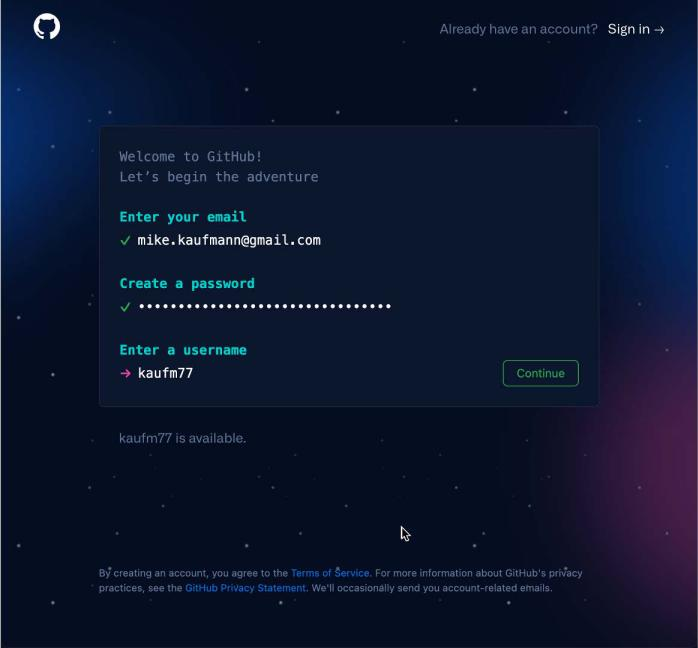 Already have an account? Sign in →
Welcome to GitHub!
Let's begin the adventure
Enter your email
✓ mike.kaufmann@gmail.com
Create a password
✓ ••••••••••••••••••••••••••••••••
Enter a username
→ kaufm77
Continue
kaufm77 is available.
By creating an account, you agree to the Terms of Service. For more information about GitHub's privacy
practices, see the GitHub Privacy Statement. We'll occasionally send you account-related emails.